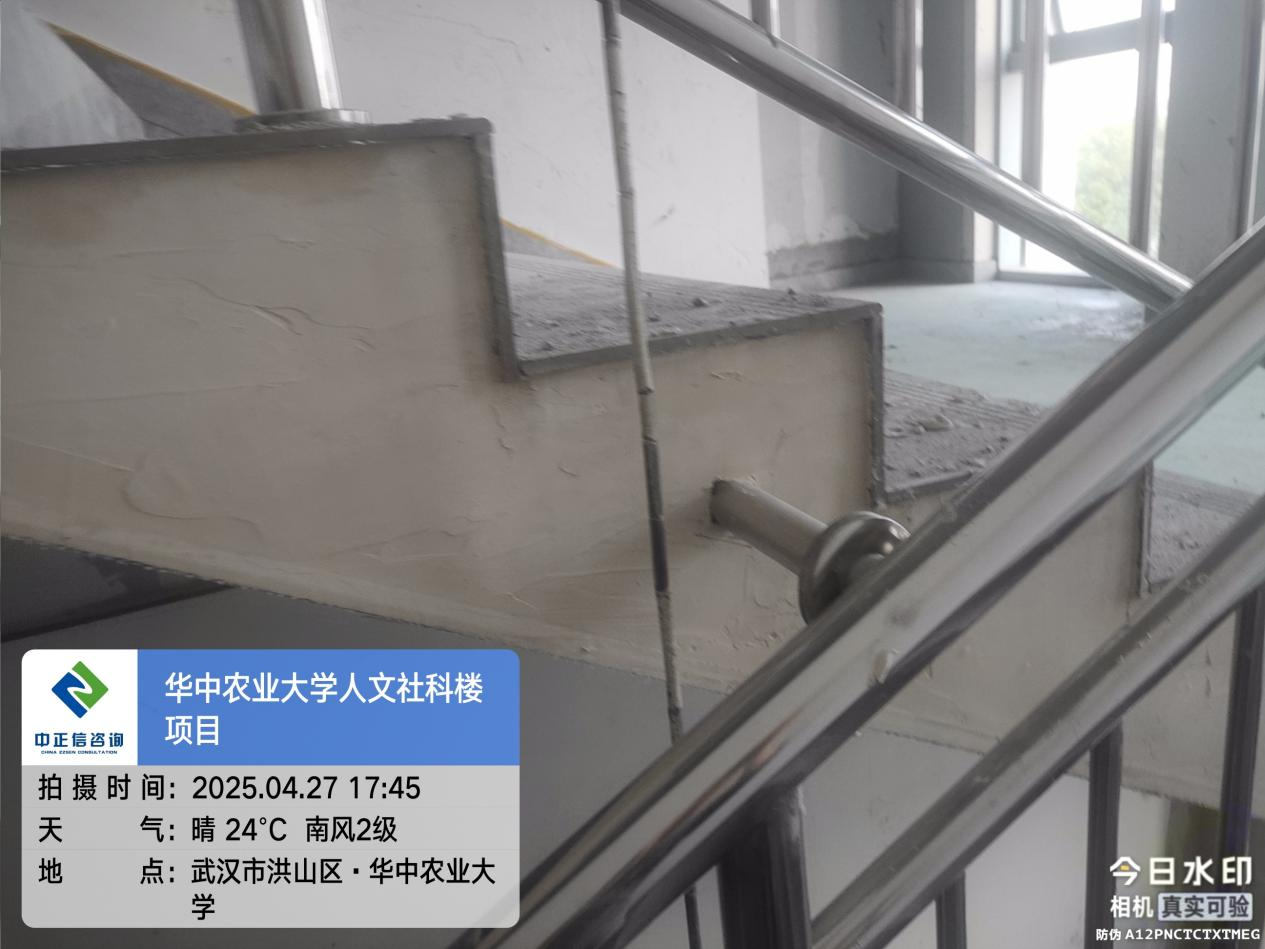 华中农业大学人文社科楼
项目
中正信咨询
CHINA ZZSEN CONSULTATION
拍摄时间：2025.04.27 17:45
天气：晴 24℃ 南风2级
地点：武汉市洪山区·华中农业大
学
今日水印
相机 真实可验
防伪 A12PNCTCTXTMEG